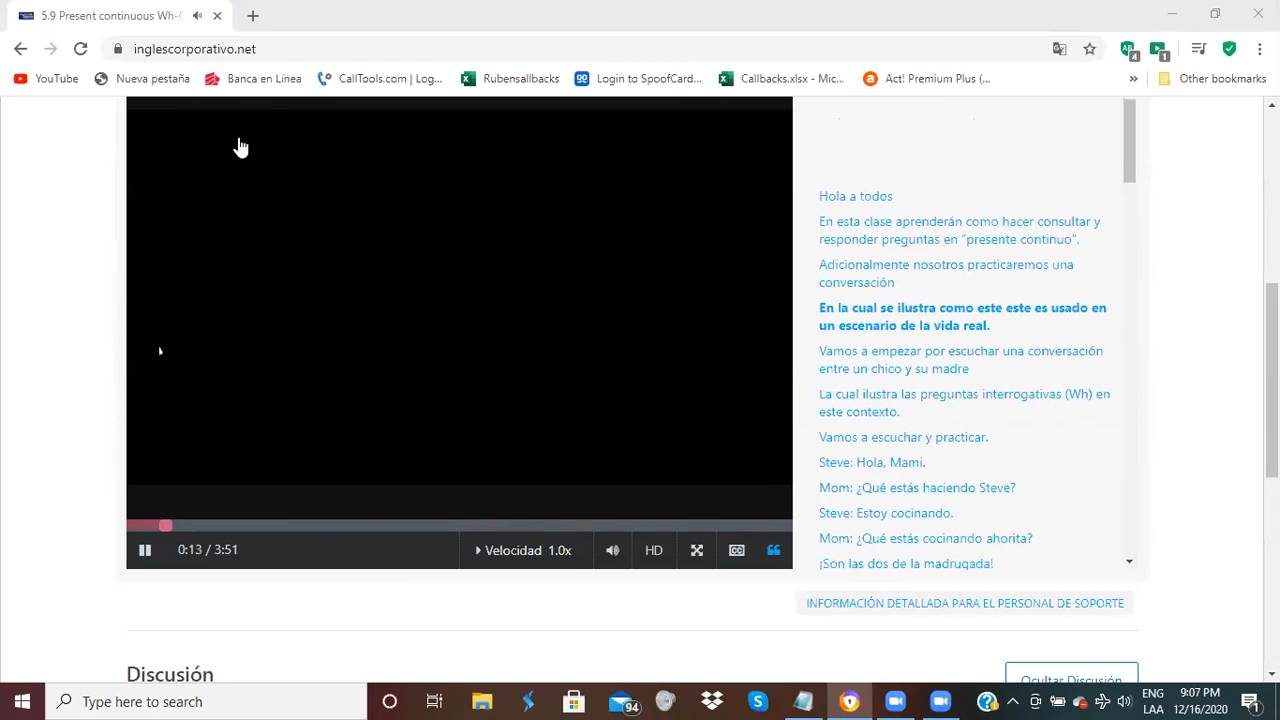 5.9 Present continuous Wh-
inglescorporativo.net
4
1
YouTube
Nueva pestaña
Banca en Línea
CallTools.com | Log...
Rubensallbacks
Login to SpoofCard...
Callbacks.xlsx - Mic...
Act! Premium Plus (...
»
Other bookmarks
Hola a todos
En esta clase aprenderán como hacer consultar y
responder preguntas en "presente continuo".
Adicionalmente nosotros practicaremos una
conversación
En la cual se ilustra como este este es usado en
un escenario de la vida real.
Vamos a empezar por escuchar una conversación
entre un chico y su madre
La cual ilustra las preguntas interrogativas (Wh) en
este contexto.
Vamos a escuchar y practicar.
Steve: Hola, Mami.
Mom: ¿Qué estás haciendo Steve?
Steve: Estoy cocinando.
Mom: ¿Qué estás cocinando ahorita?
¡Son las dos de la madrugada!
0:13 / 3:51
Velocidad 1.0x
HD
INFORMACIÓN DETALLADA PARA EL PERSONAL DE SOPORTE
Discusión
Ocultar Discusión
Type here to search
94
ENG
LAA
9:07 PM
12/16/2020
1